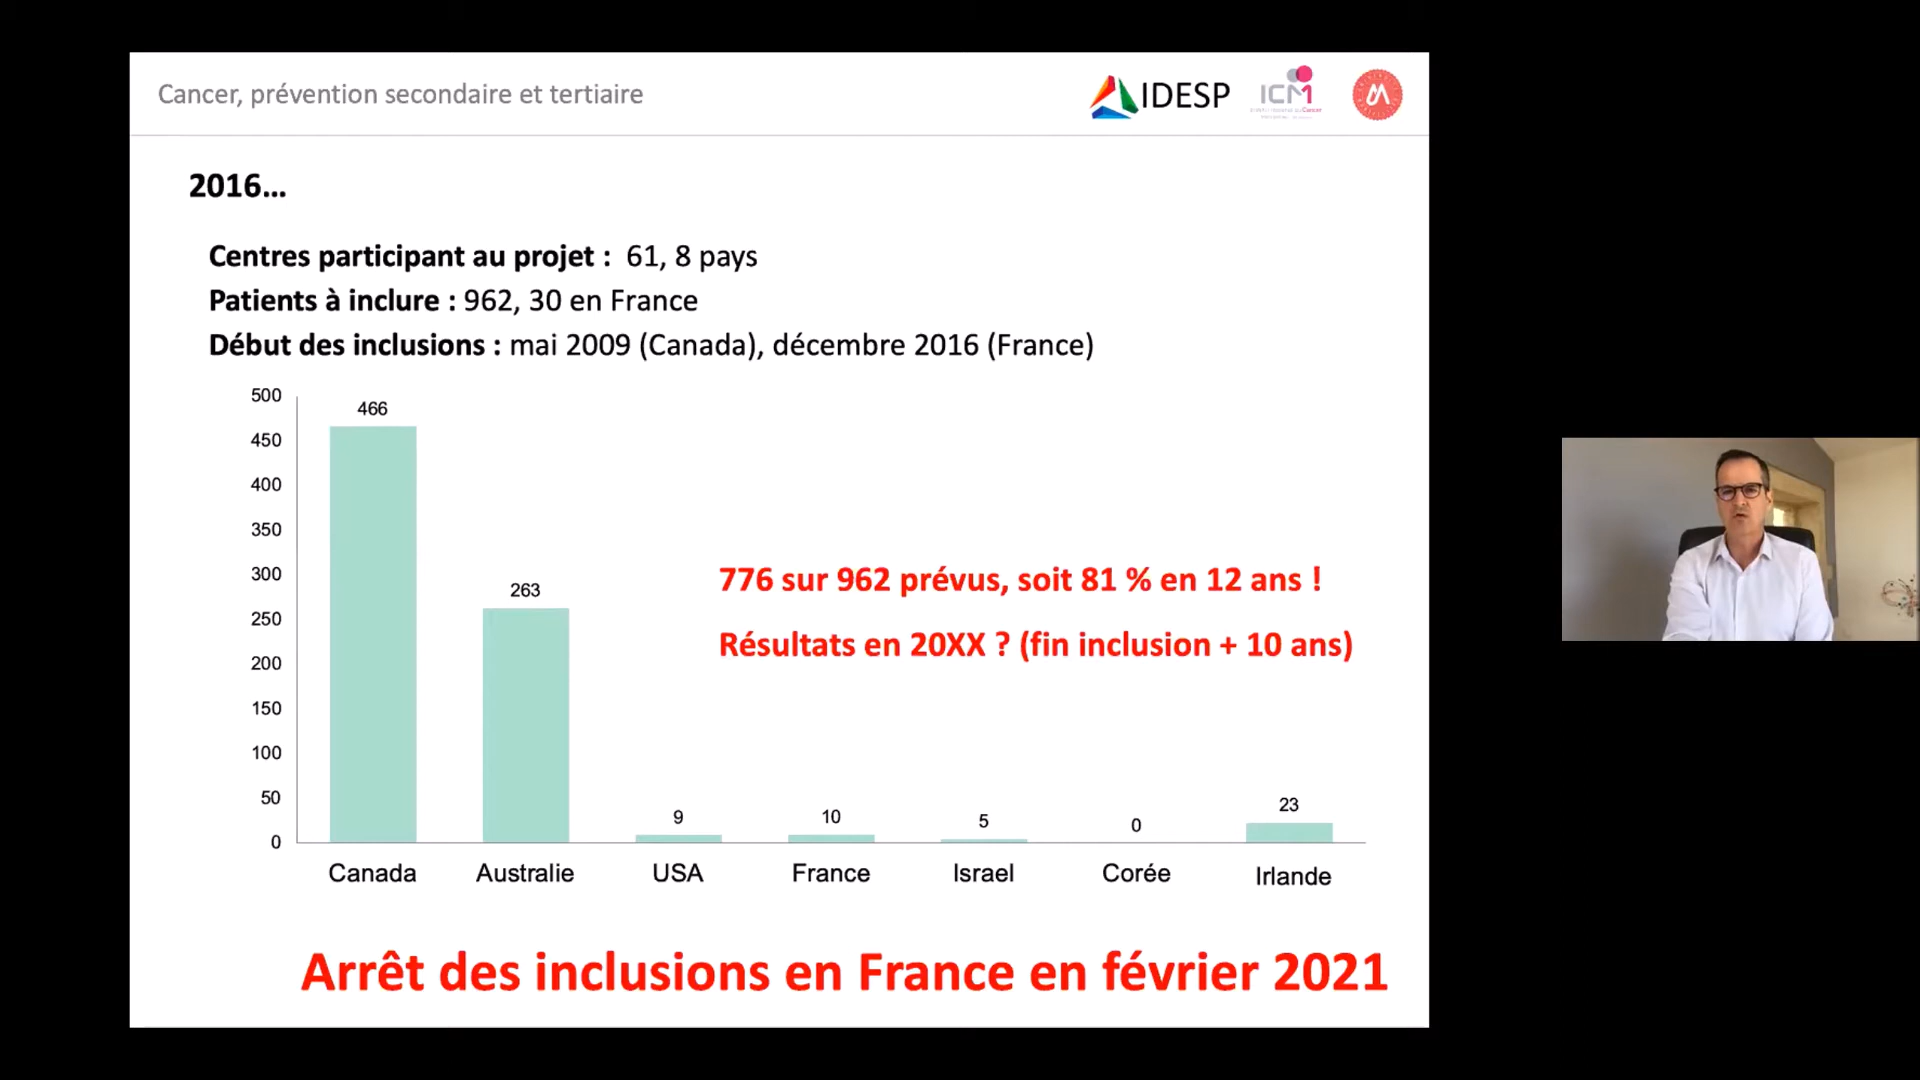 Cancer, prévention secondaire et tertiaire
IDESP
ICM
2016...
Centres participant au projet : 61, 8 pays
Patients à inclure : 962, 30 en France
Début des inclusions : mai 2009 (Canada), décembre 2016 (France)
500
450
400
350
300
250
200
150
100
50
0
466
263
9
10
5
0
23
776 sur 962 prévus, soit 81 % en 12 ans !
Résultats en 20XX ? (fin inclusion + 10 ans)
Canada
Australie
USA
France
Israel
Corée
Irlande
Arrêt des inclusions en France en février 2021